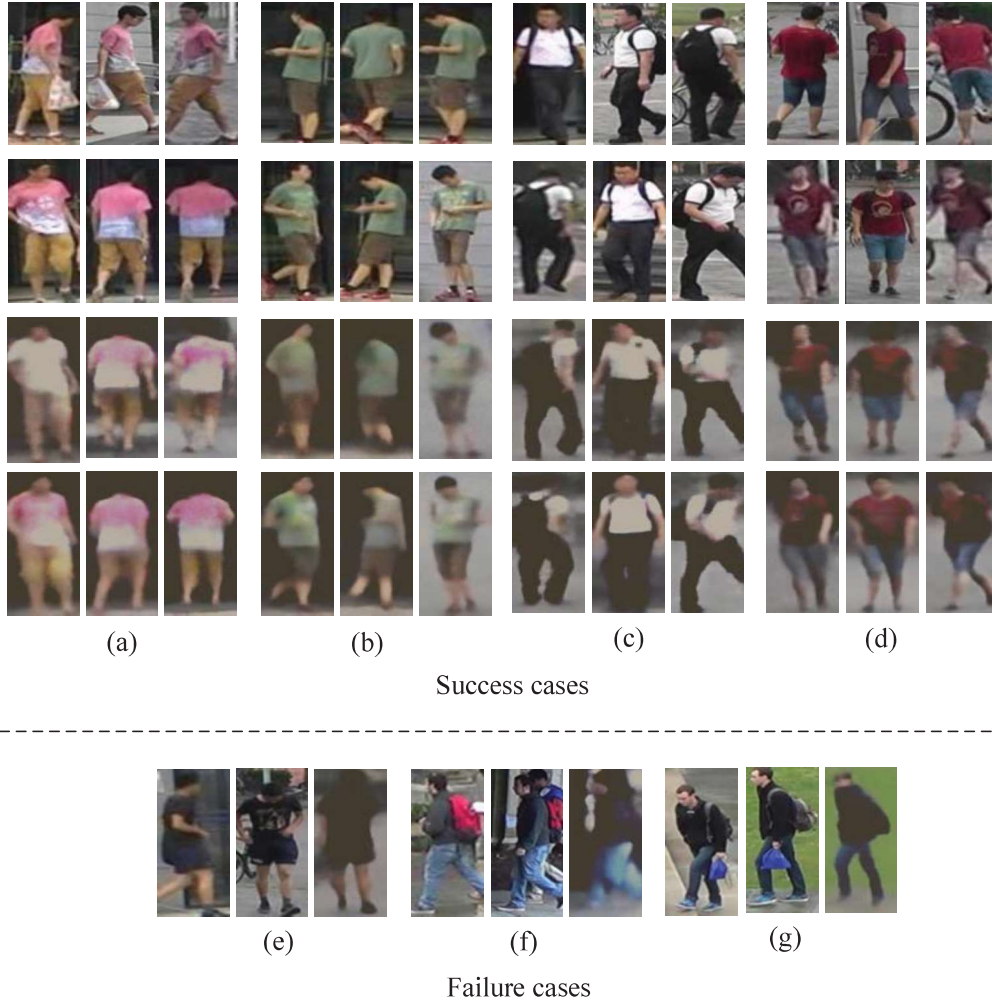 (a)
(b)
(c)
(d)
Success cases
(e)
(f)
(g)
Failure cases